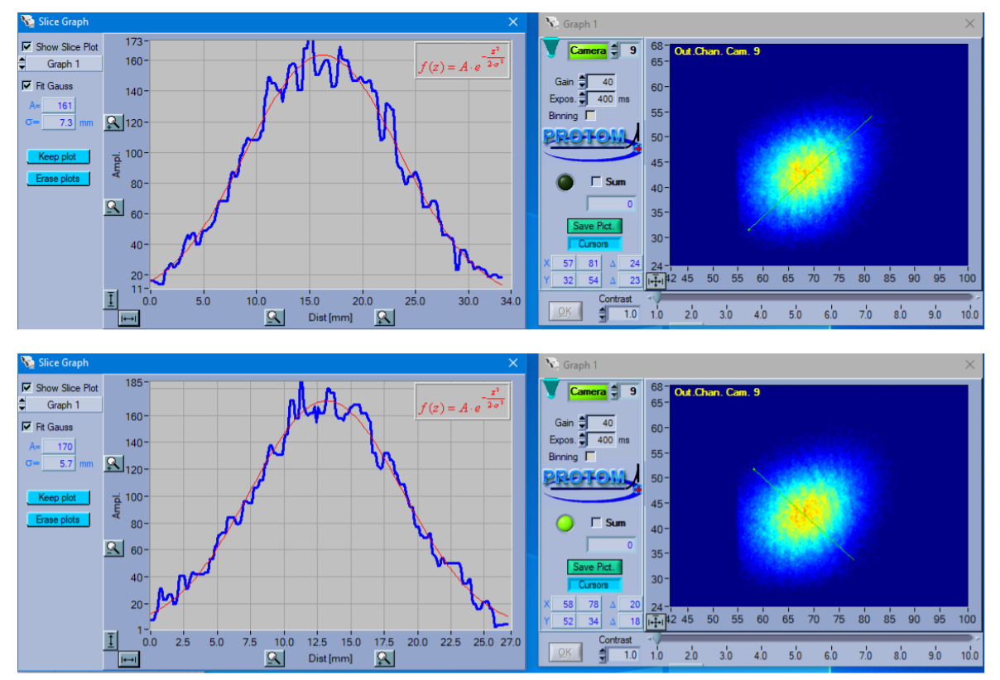 Slice Graph
Show Slice Plot
Graph 1
Fit Gauss
A= 161
σ= 7.3 mm
Keep plot
Erase plots
Ampl.
173
160
120
100
80
60
40
20
11
f(z) = A · e^(-z²/(2·σ²))
0.0 5.0 10.0 15.0 20.0 25.0 30.0 34.0
Dist [mm]
Graph 1
Camera 9
Gain 40
Expos. 400 ms
Binning
PROTOM
Sum
0
Save Pict.
Cursors
X 57 81 Δ 24
Y 32 54 Δ 23
OK
Contrast
1.0
Out.Chan. Cam. 9
68
65
60
55
50
45
40
35
30
24
42 45 50 55 60 65 70 75 80 85 90 95 100
1.0 2.0 3.0 4.0 5.0 6.0 7.0 8.0 9.0 10.0
Slice Graph
Show Slice Plot
Graph 1
Fit Gauss
A= 170
σ= 5.7 mm
Keep plot
Erase plots
Ampl.
185
160
140
120
100
80
60
40
20
1
f(z) = A · e^(-z²/(2·σ²))
0.0 2.5 5.0 7.5 10.0 12.5 15.0 17.5 20.0 22.5 25.0 27.0
Dist [mm]
Graph 1
Camera 9
Gain 40
Expos. 400 ms
Binning
PROTOM
Sum
0
Save Pict.
Cursors
X 58 78 Δ 20
Y 52 34 Δ 18
OK
Contrast
1.0
Out.Chan. Cam. 9
68
65
60
55
50
45
40
35
30
24
42 45 50 55 60 65 70 75 80 85 90 95 100
1.0 2.0 3.0 4.0 5.0 6.0 7.0 8.0 9.0 10.0